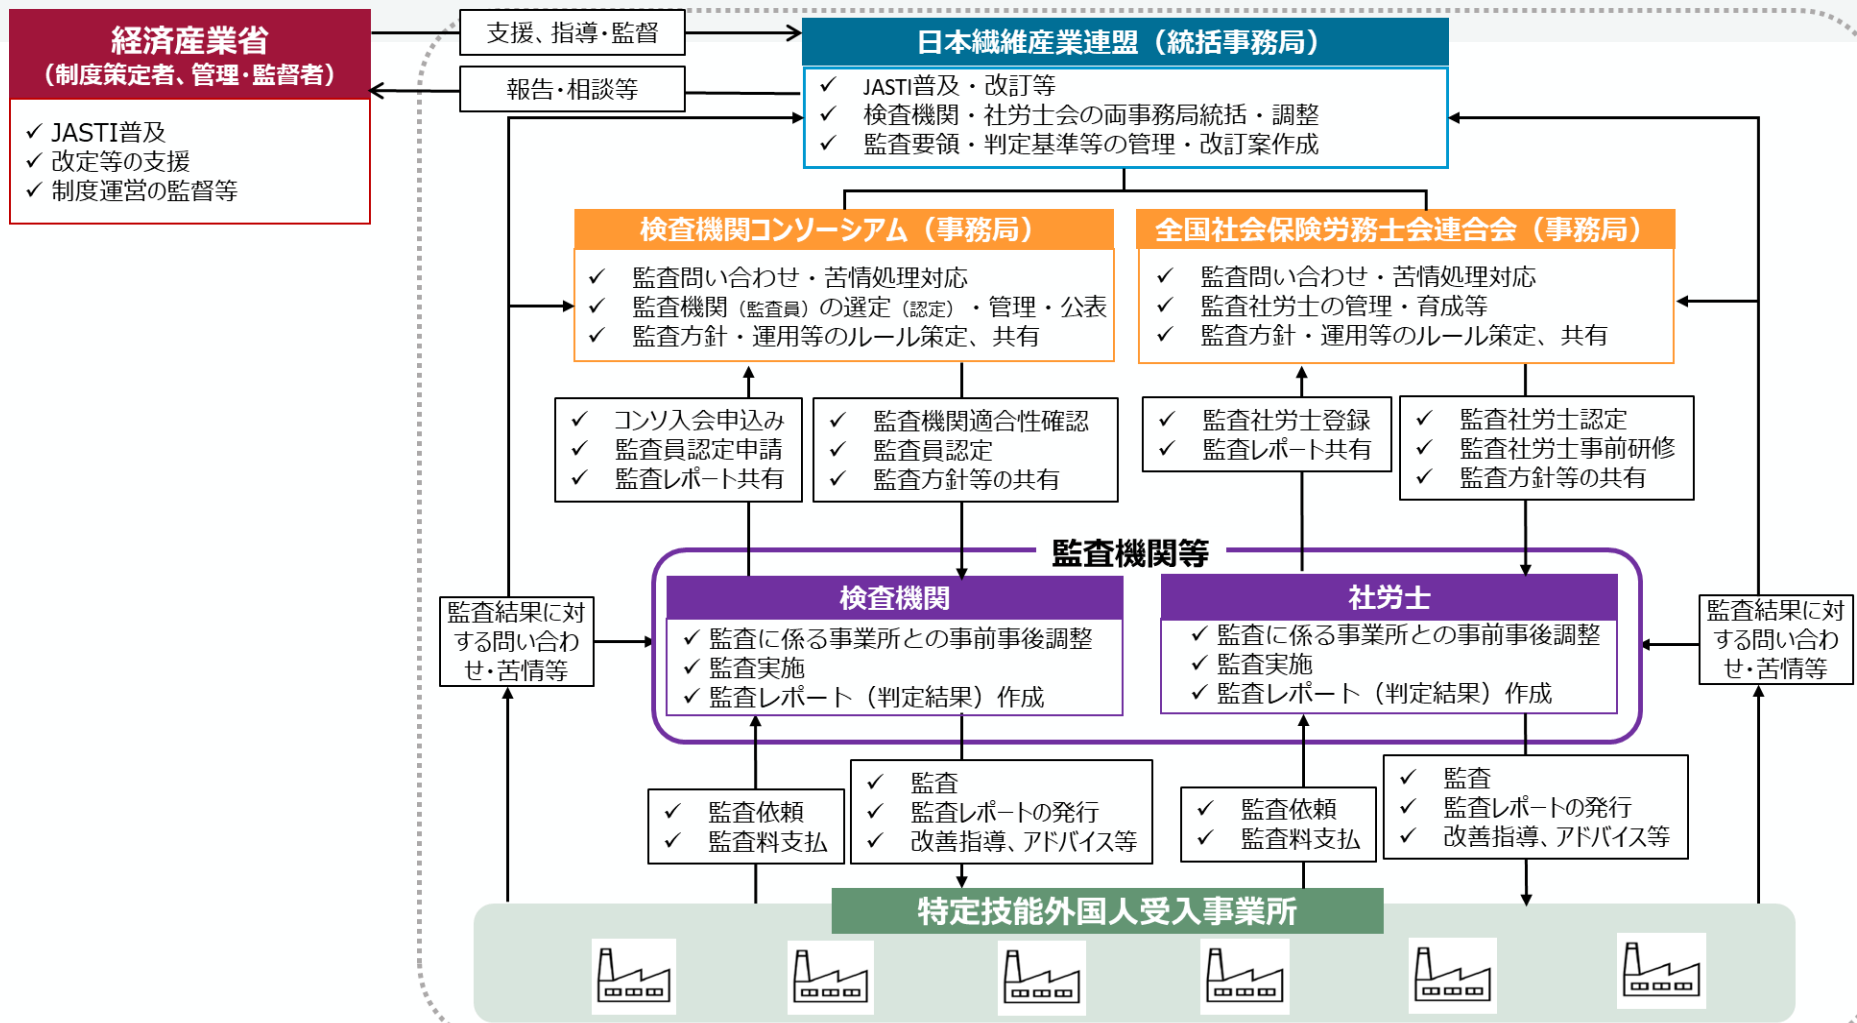 経済産業省
（制度策定者、管理・監督者）
✓ JASTI普及
✓ 改定等の支援
✓ 制度運営の監督等
支援、指導・監督
報告・相談等
日本繊維産業連盟（統括事務局）
✓ JASTI普及・改訂等
✓ 検査機関・社労士会の両事務局統括・調整
✓ 監査要領・判定基準等の管理・改訂案作成
検査機関コンソーシアム（事務局）
✓ 監査問い合わせ・苦情処理対応
✓ 監査機関（監査員）の選定（認定）・管理・公表
✓ 監査方針・運用等のルール策定、共有
全国社会保険労務士会連合会（事務局）
✓ 監査問い合わせ・苦情処理対応
✓ 監査社労士の管理・育成等
✓ 監査方針・運用等のルール策定、共有
✓ コンソ入会申込み
✓ 監査員認定申請
✓ 監査レポート共有
✓ 監査機関適合性確認
✓ 監査員認定
✓ 監査方針等の共有
✓ 監査社労士登録
✓ 監査レポート共有
✓ 監査社労士認定
✓ 監査社労士事前研修
✓ 監査方針等の共有
監査機関等
検査機関
✓ 監査に係る事業所との事前事後調整
✓ 監査実施
✓ 監査レポート（判定結果）作成
社労士
✓ 監査に係る事業所との事前事後調整
✓ 監査実施
✓ 監査レポート（判定結果）作成
監査結果に対
する問い合わ
せ・苦情等
監査結果に対
する問い合わ
せ・苦情等
✓ 監査依頼
✓ 監査料支払
✓ 監査
✓ 監査レポートの発行
✓ 改善指導、アドバイス等
✓ 監査依頼
✓ 監査料支払
✓ 監査
✓ 監査レポートの発行
✓ 改善指導、アドバイス等
特定技能外国人受入事業所